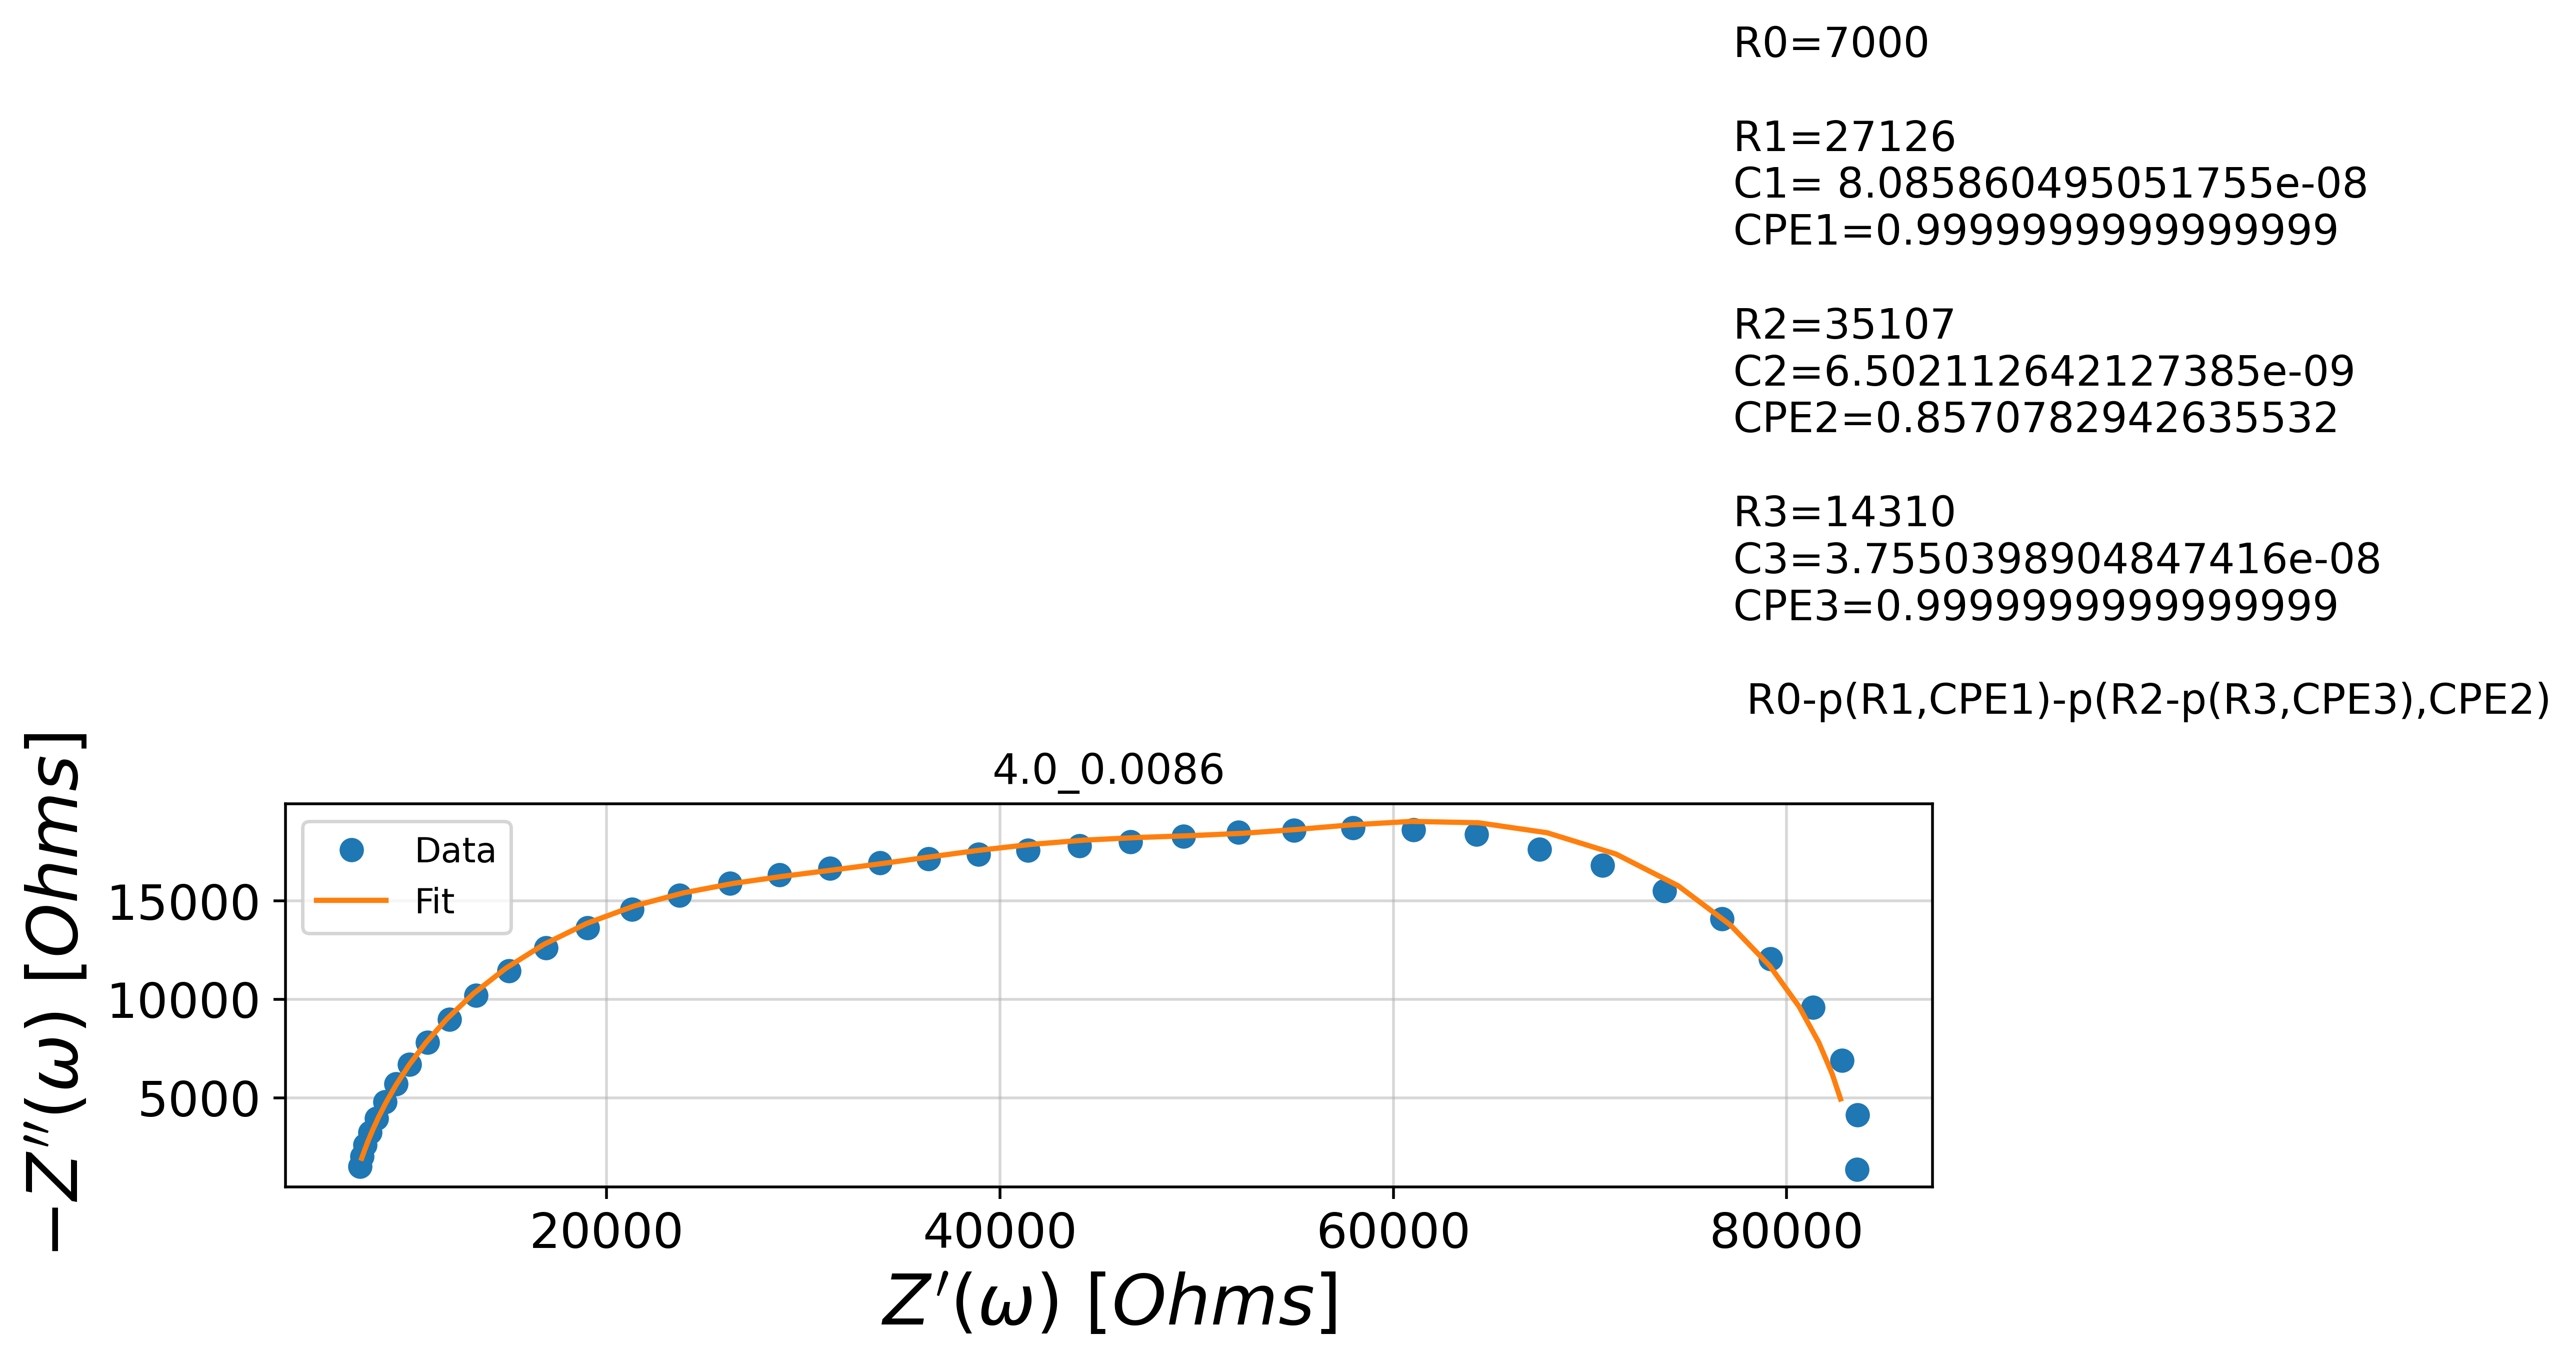 R0=7000
R1=27126
C1= 8.085860495051755e-08
CPE1=0.9999999999999999
R2=35107
C2=6.502112642127385e-09
CPE2=0.8570782942635532
R3=14310
C3=3.7550398904847416e-08
CPE3=0.9999999999999999
R0-p(R1,CPE1)-p(R2-p(R3,CPE3),CPE2)
4.0_0.0086
Data
Fit
−Z′′(ω) [Ohms]
15000
10000
5000
20000 40000 60000 80000
Z′(ω) [Ohms]